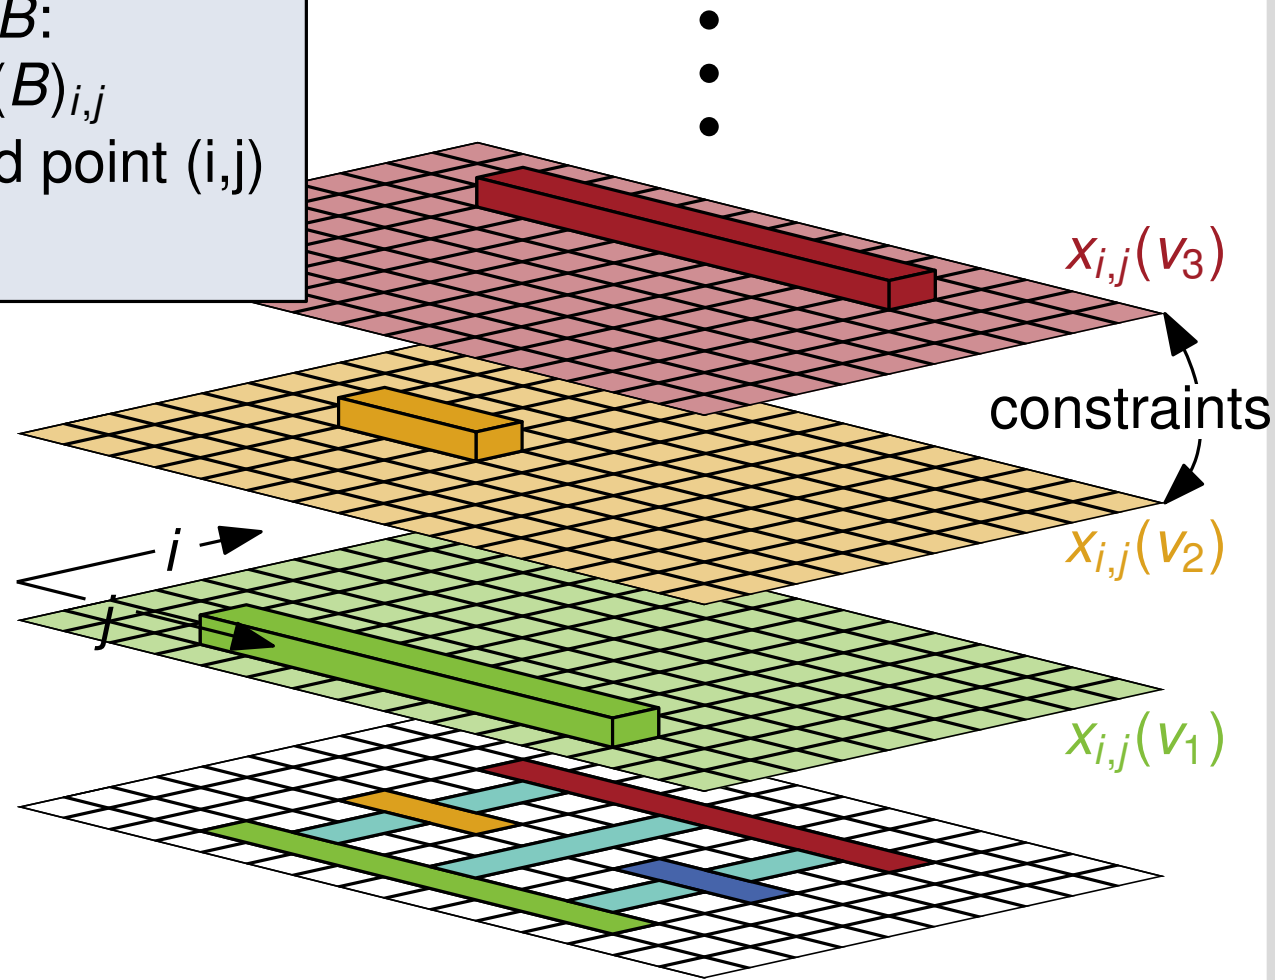 B:
(B)i,j
d point (i,j)
xi,j(v3)
constraints
i
xi,j(v2)
j
xi,j(v1)